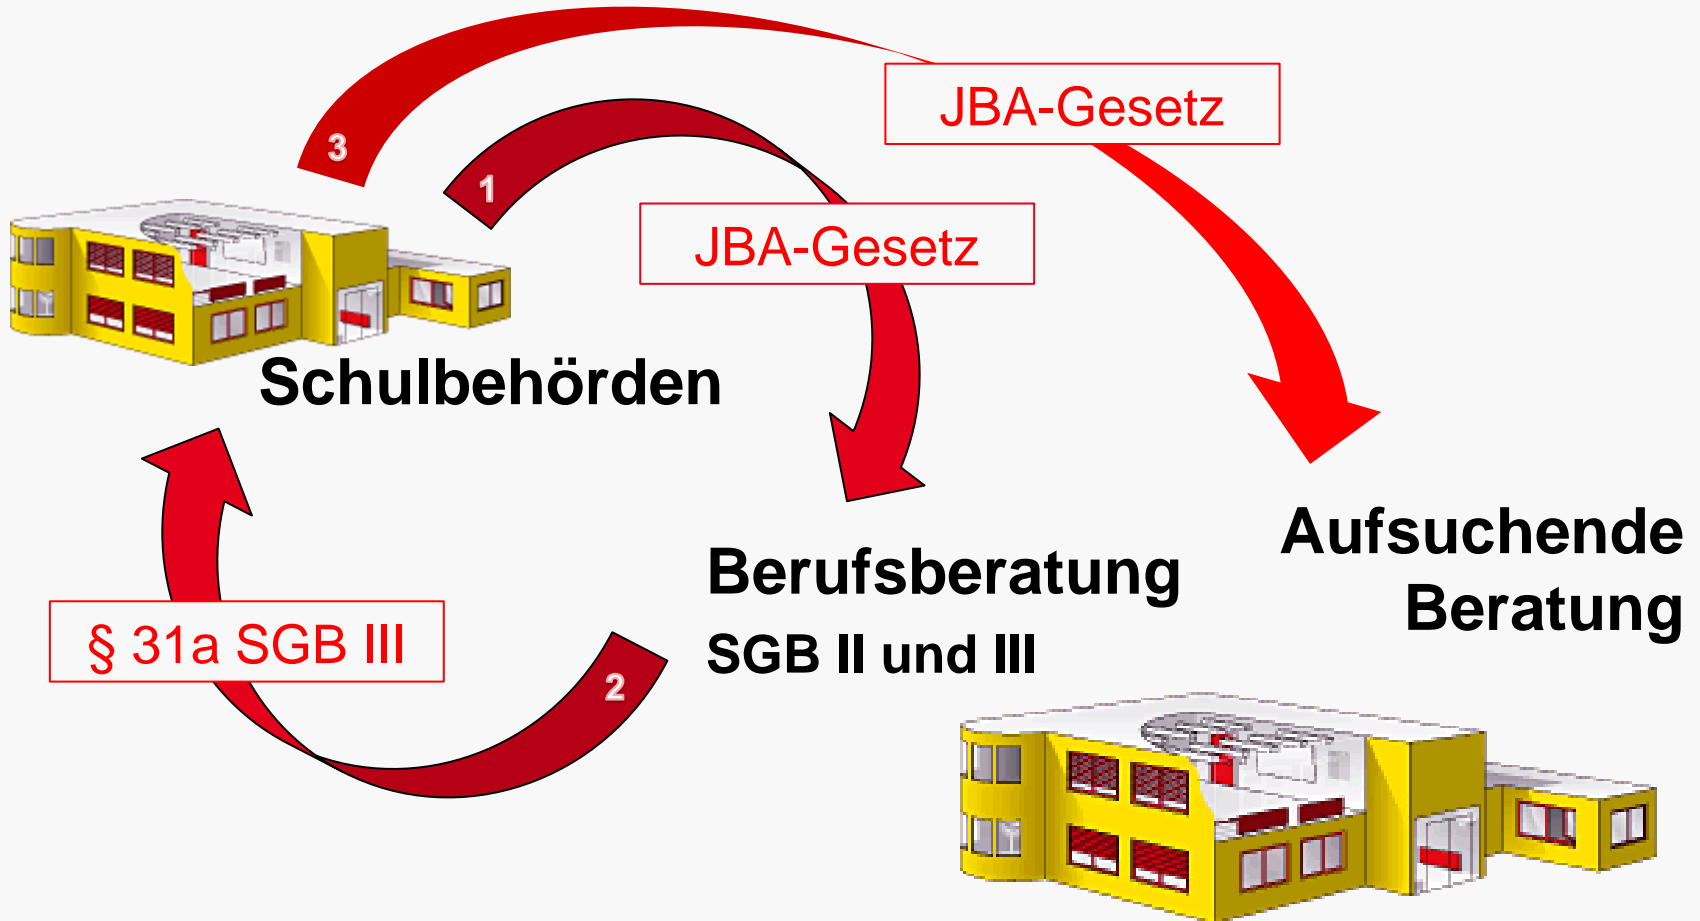 JBA-Gesetz
3
1
JBA-Gesetz
Schulbehörden
Aufsuchende
Beratung
Berufsberatung
SGB II und III
§ 31a SGB III
2